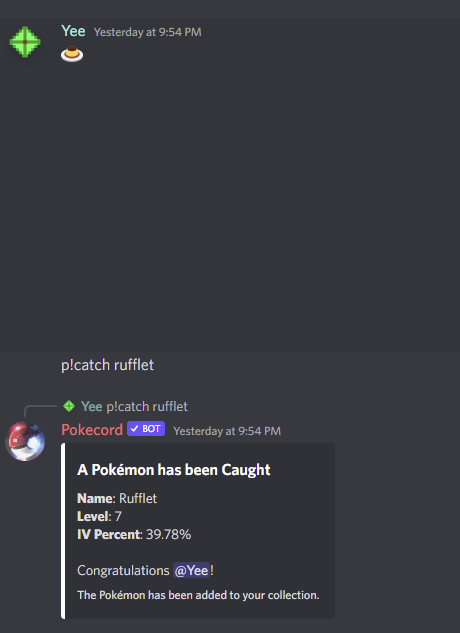 Yee Yesterday at 9:54 PM
🍮
p!catch rufflet
Yee p!catch rufflet
Pokecord ✓ BOT Yesterday at 9:54 PM
A Pokémon has been Caught
Name: Rufflet
Level: 7
IV Percent: 39.78%
Congratulations @Yee!
The Pokémon has been added to your collection.